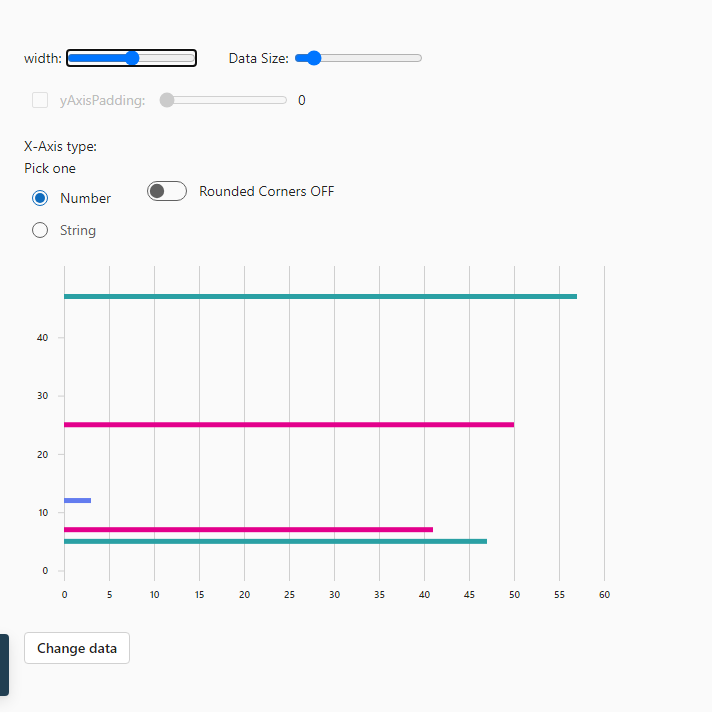 width: Data Size:
yAxisPadding: 0
X-Axis type:
Pick one
Number Rounded Corners OFF
String
40
30
20
10
0
0 5 10 15 20 25 30 35 40 45 50 55 60
Change data